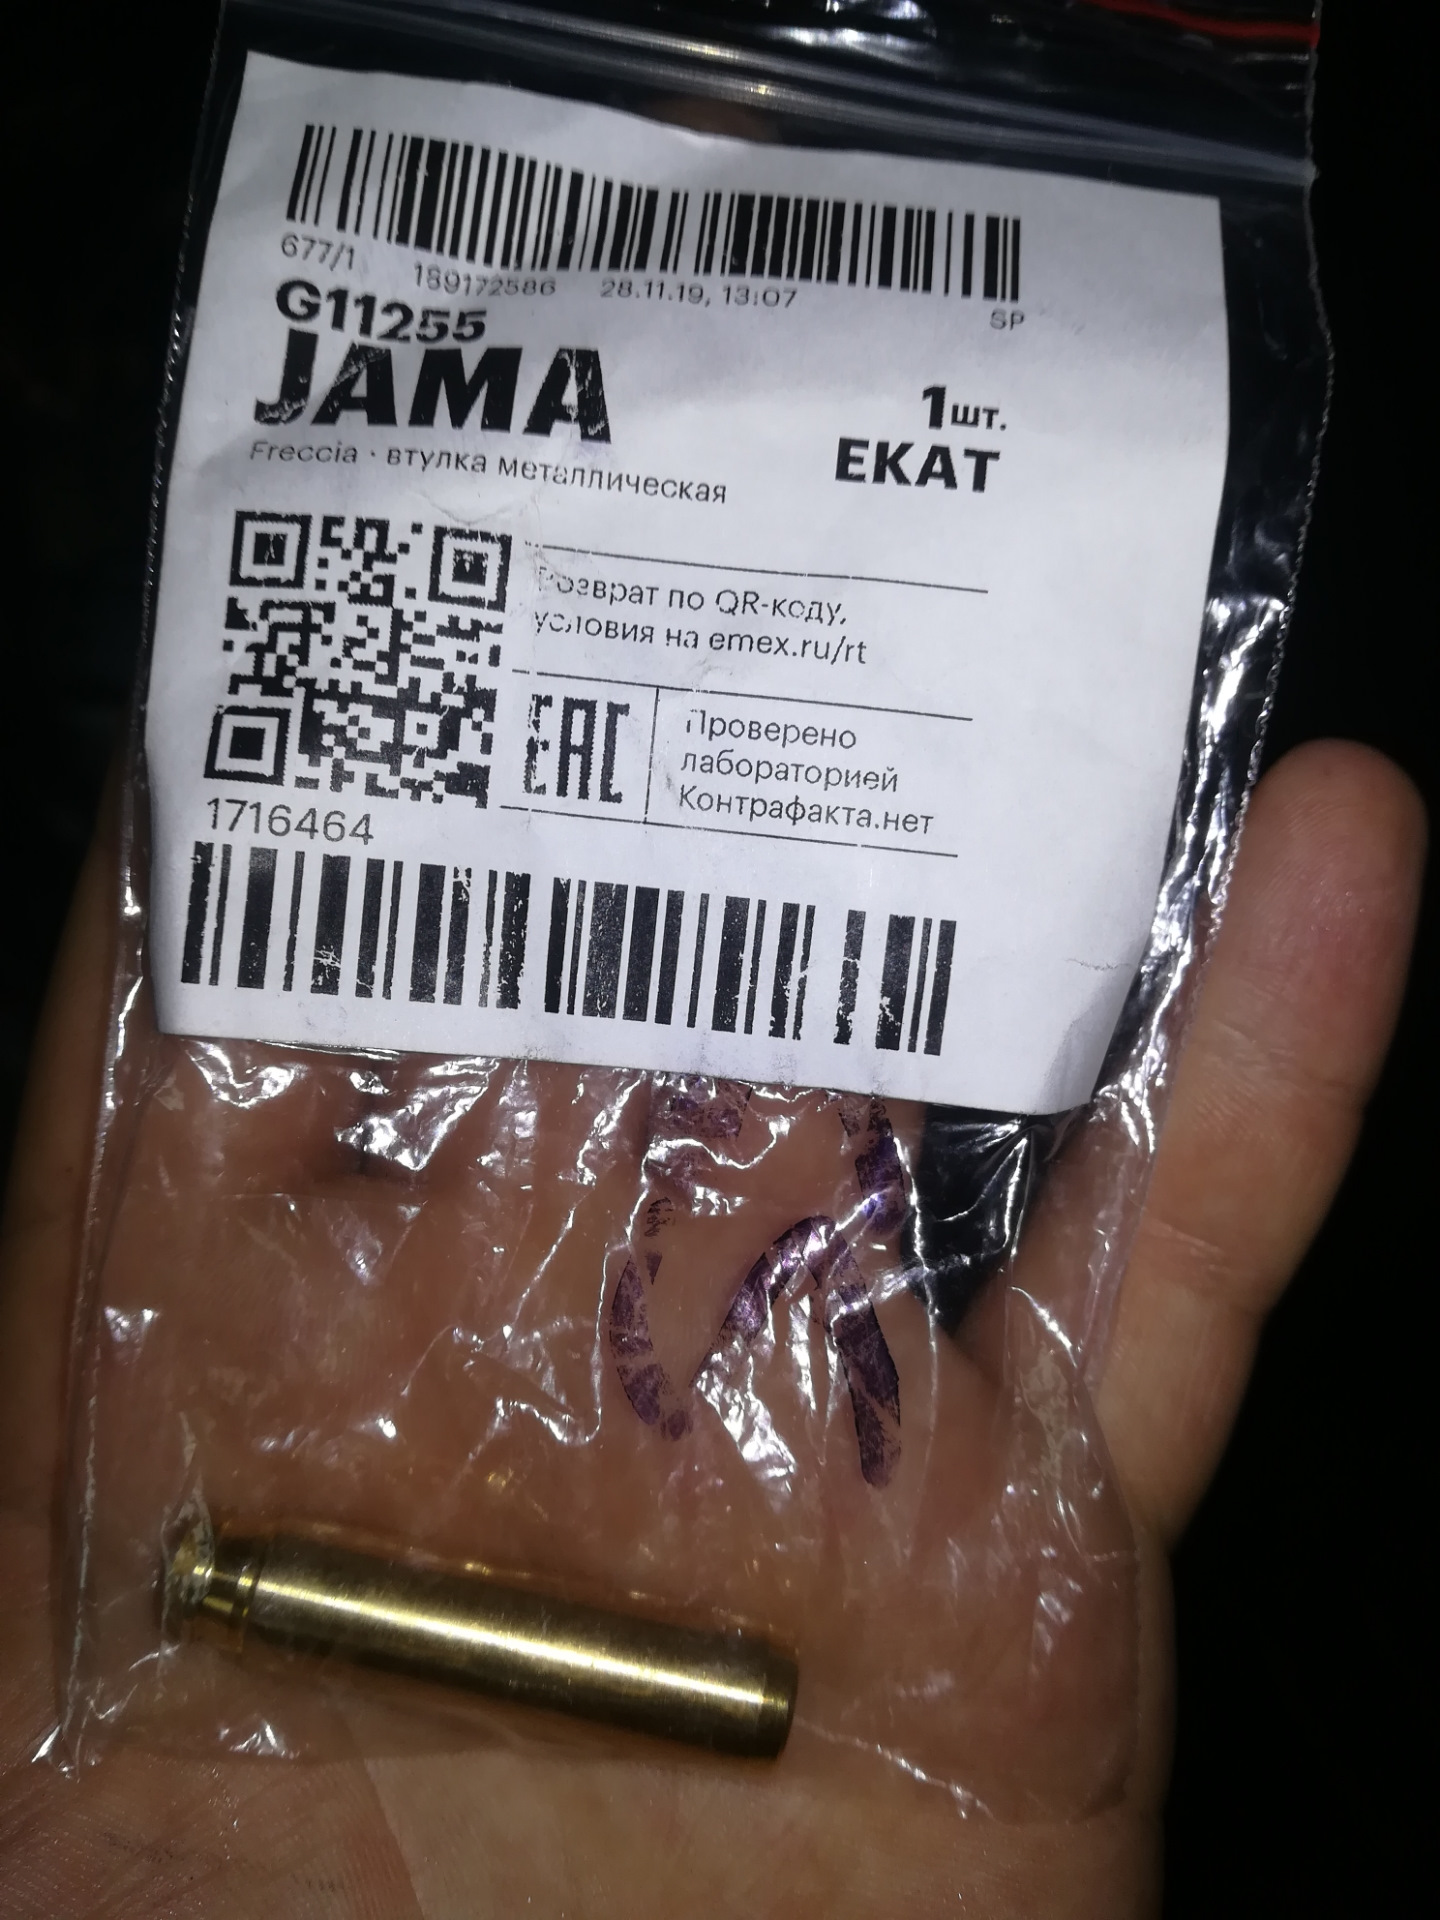 677/1 189172586 28.11.19, 13:07 SP
G11255
JAMA
1шт.
EKAT
Freccia · втулка металлическая
Возврат по QR-коду,
условия на emex.ru/rt
EAC
Проверено
лабораторией
Контрафакта.нет
1716464